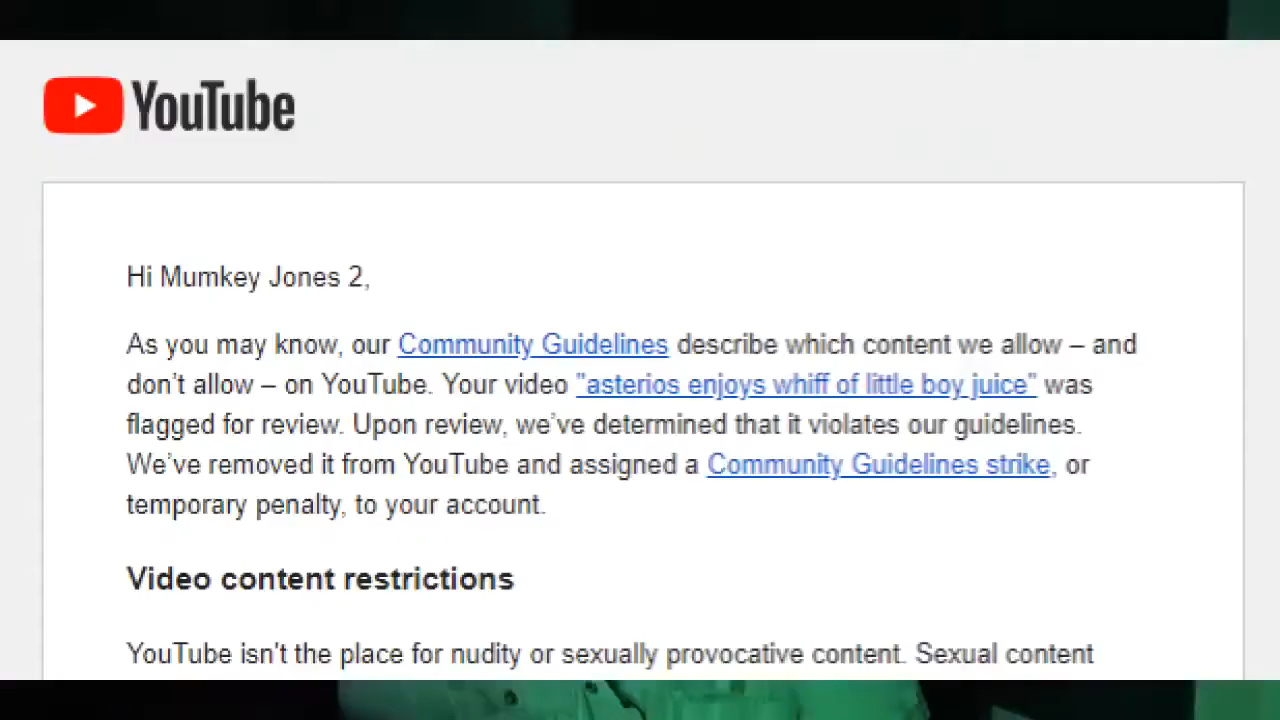 YouTube
Hi Mumkey Jones 2,
As you may know, our Community Guidelines describe which content we allow – and
don't allow – on YouTube. Your video "asterios enjoys whiff of little boy juice" was
flagged for review. Upon review, we've determined that it violates our guidelines.
We've removed it from YouTube and assigned a Community Guidelines strike, or
temporary penalty, to your account.
Video content restrictions
YouTube isn't the place for nudity or sexually provocative content. Sexual content